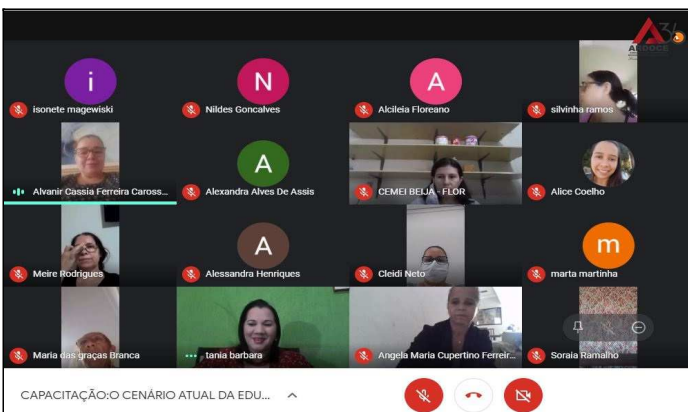 36
ABDOCE
i
N
A
isonete magewiski
Nildes Goncalves
Alcileia Floreano
silvinha ramos
A
Alvanir Cassia Ferreira Caross...
Alexandra Alves De Assis
CEMEI BEIJA - FLOR
Alice Coelho
A
m
Meire Rodrigues
Alessandra Henriques
Cleidi Neto
marta martinha
Maria das graças Branca
tania barbara
Angela Maria Cupertino Ferreir...
Soraia Ramalho
CAPACITAÇÃO:O CENÁRIO ATUAL DA EDU...